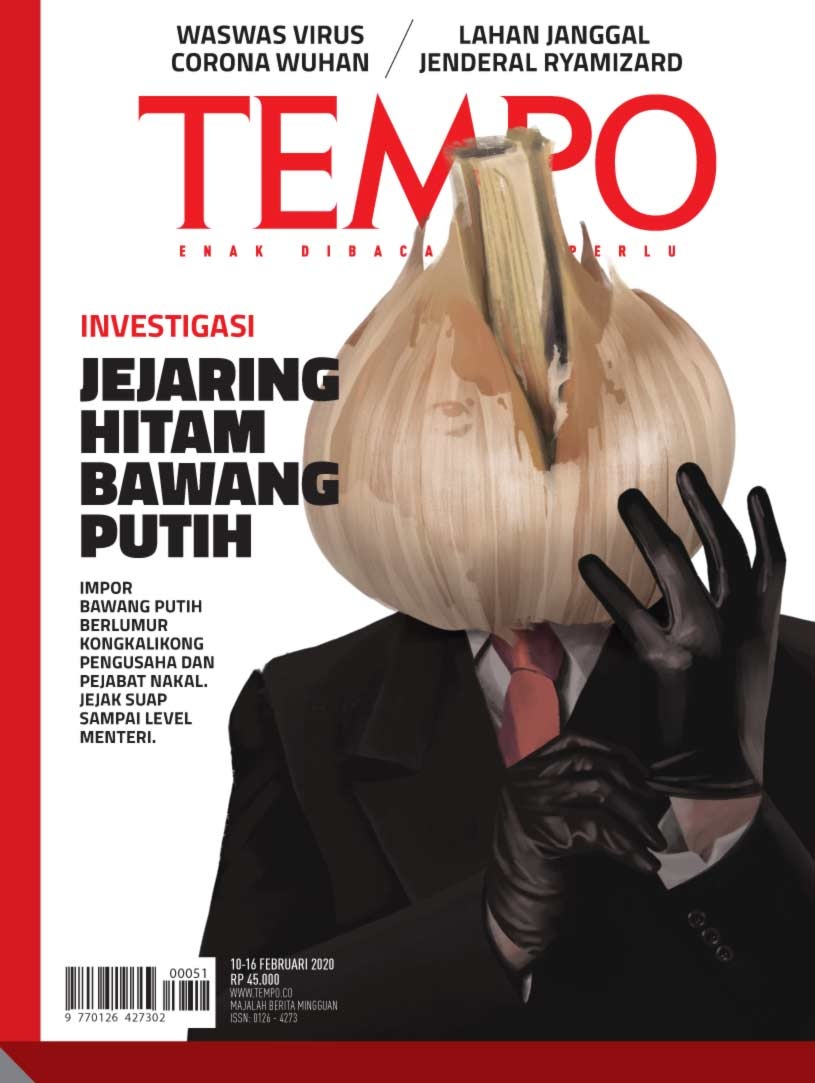 WASWAS VIRUS
CORONA WUHAN
LAHAN JANGGAL
JENDERAL RYAMIZARD
TEMPO
ENAK DIBACA PERLU
INVESTIGASI
JEJARING
HITAM
BAWANG
PUTIH
IMPOR
BAWANG PUTIH
BERLUMUR
KONGKALIKONG
PENGUSAHA DAN
PEJABAT NAKAL.
JEJAK SUAP
SAMPAI LEVEL
MENTERI.
00051
9 770126 427302
10-16 FEBRUARI 2020
RP 45.000
WWW.TEMPO.CO
MAJALAH BERITA MINGGUAN
ISSN: 0126 - 4273